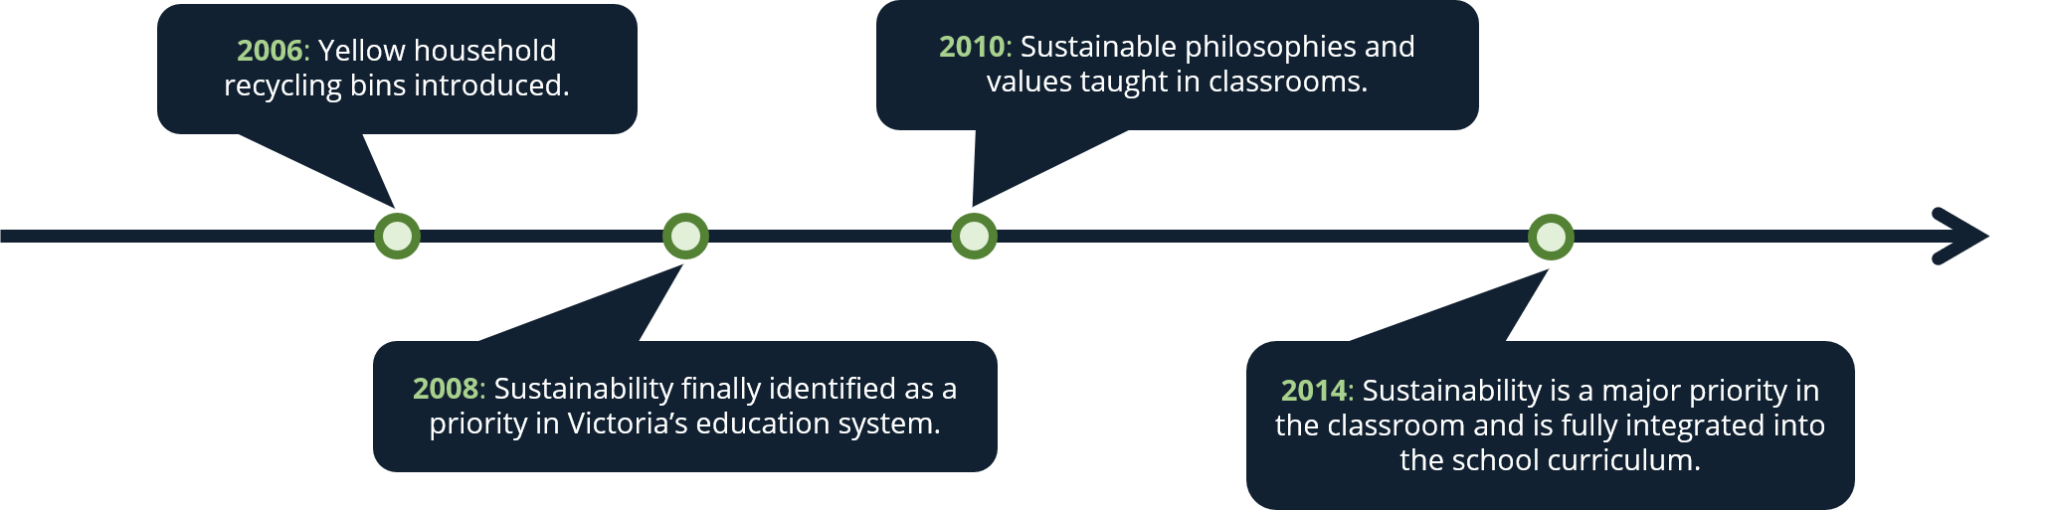 2006: Yellow household
recycling bins introduced.
2010: Sustainable philosophies and
values taught in classrooms.
2008: Sustainability finally identified as a
priority in Victoria’s education system.
2014: Sustainability is a major priority in
the classroom and is fully integrated into
the school curriculum.